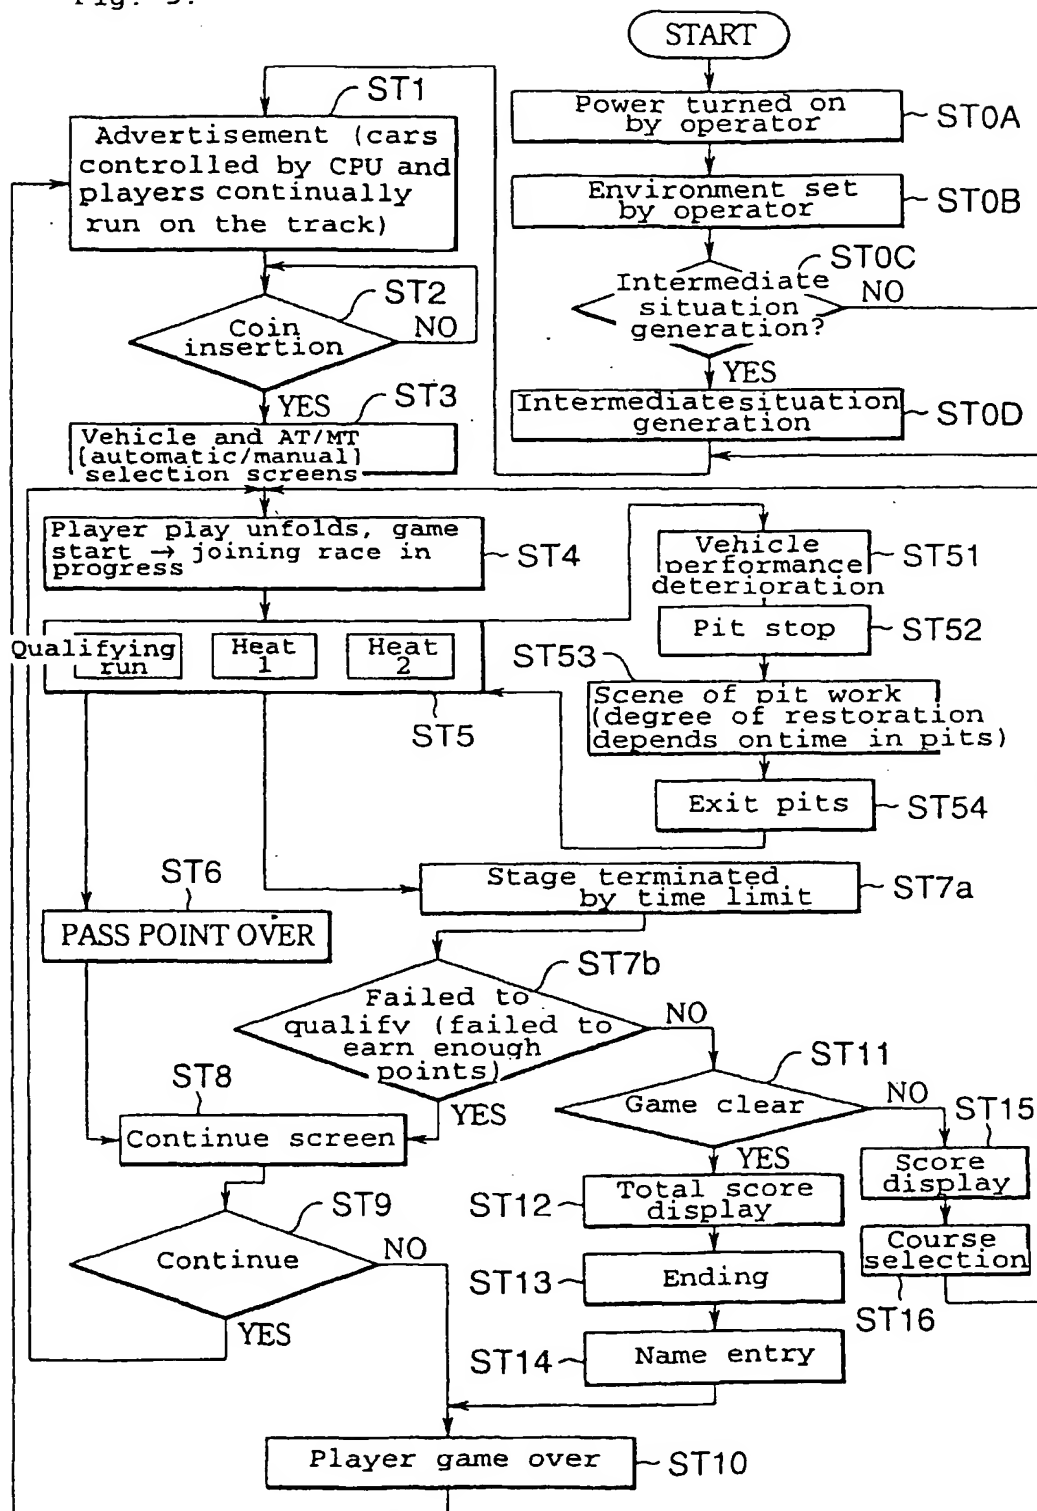 Fig. 9.
START
Power turned on
by operator
ST0A
Environment set
by operator
ST0B
ST0C
Intermediate
situation
generation?
NO
YES
Intermediatesituation
generation
ST0D
ST1
Advertisement (cars
controlled by CPU and
players continually
run on the track)
ST2
Coin
insertion
NO
YES
ST3
Vehicle and AT/MT
[automatic/manual]
selection screens
Player play unfolds, game
start → joining race in
progress
ST4
Qualifying
run
Heat
1
Heat
2
ST5
Vehicle
performance
deterioration
ST51
Pit stop
ST52
ST53
Scene of pit work
(degree of restoration
depends ontime in pits)
Exit pits
ST54
ST6
PASS POINT OVER
Stage terminated
by time limit
ST7a
ST7b
Failed to
qualify (failed to
earn enough
points)
NO
YES
ST8
Continue screen
ST9
Continue
NO
YES
ST11
Game clear
NO
YES
ST12
Total score
display
ST13
Ending
ST14
Name entry
ST15
Score
display
Course
selection
ST16
Player game over
ST10